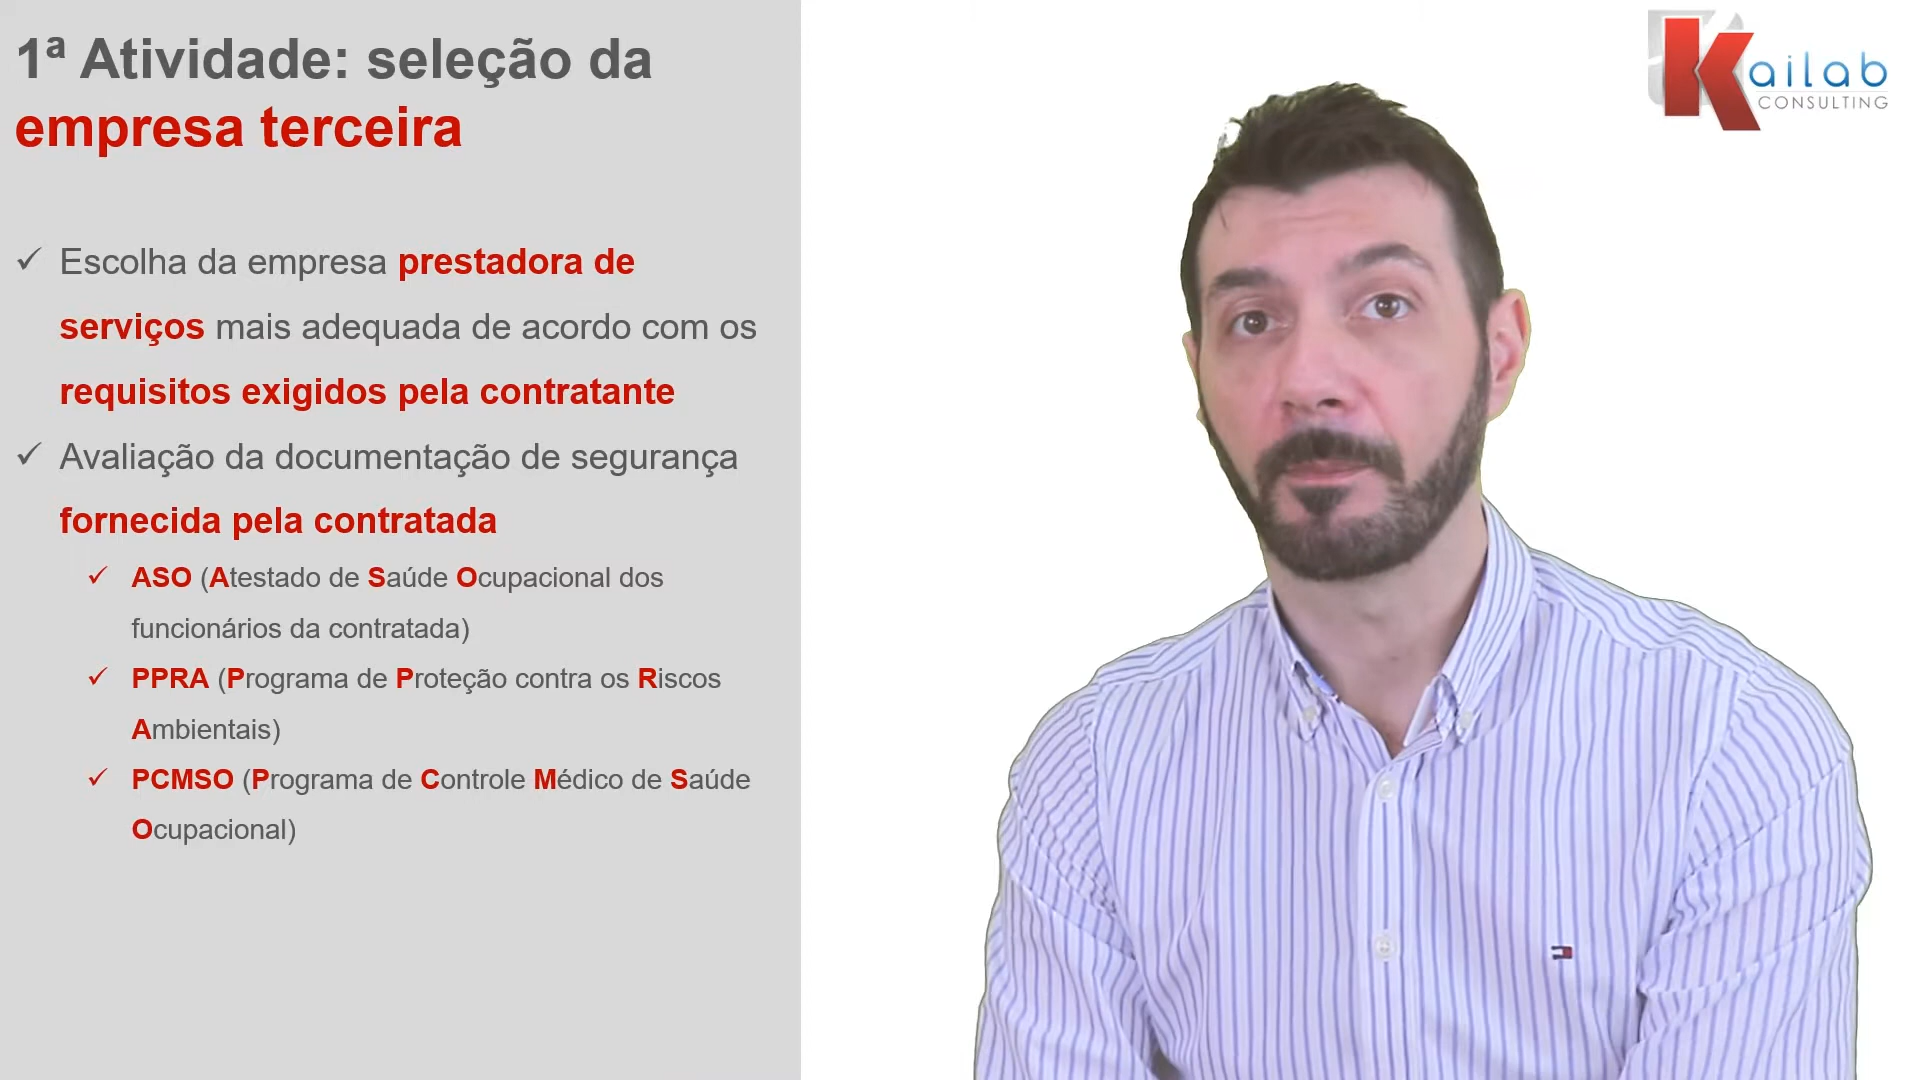 1ª Atividade: seleção da
empresa terceira
✓ Escolha da empresa prestadora de
serviços mais adequada de acordo com os
requisitos exigidos pela contratante
✓ Avaliação da documentação de segurança
fornecida pela contratada
✓ ASO (Atestado de Saúde Ocupacional dos
funcionários da contratada)
✓ PPRA (Programa de Proteção contra os Riscos
Ambientais)
✓ PCMSO (Programa de Controle Médico de Saúde
Ocupacional)
Kailab
CONSULTING